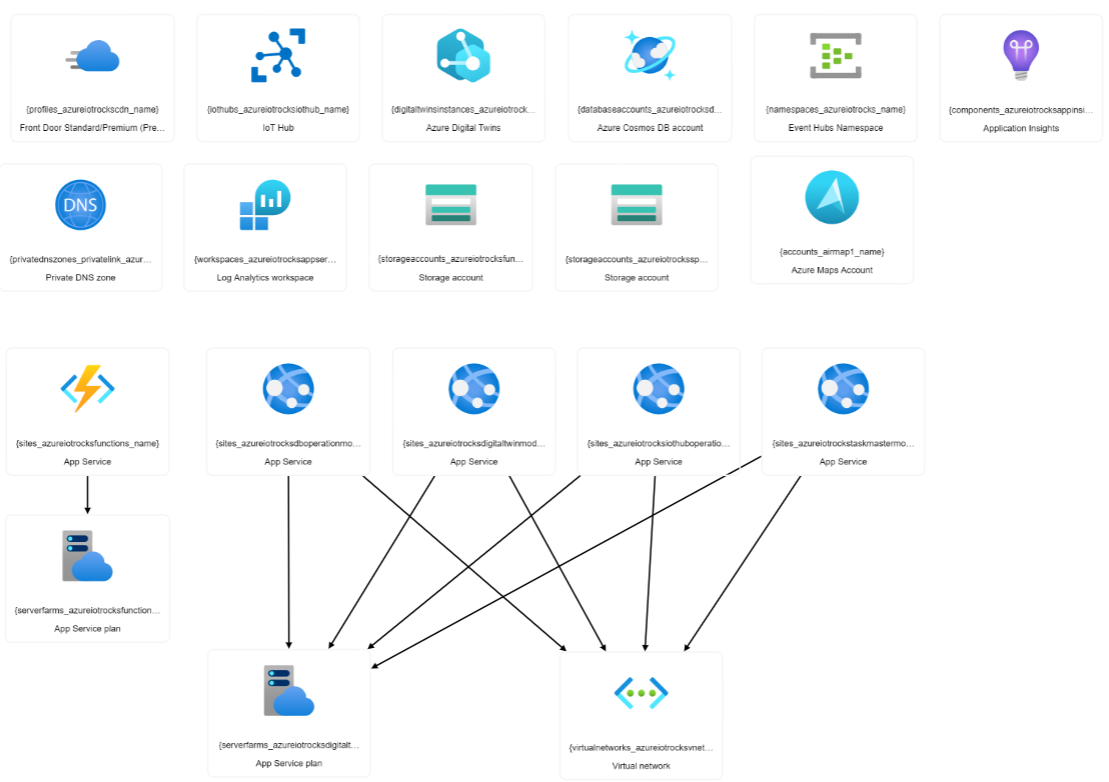 {profiles_azureiotrockscdn_name}
Front Door Standard/Premium (Pre...
{iothubs_azureiotrocksiothub_name}
IoT Hub
{digitaltwinsinstances_azureiotrock...
Azure Digital Twins
{databaseaccounts_azureiotrocksd...
Azure Cosmos DB account
{namespaces_azureiotrocks_name}
Event Hubs Namespace
{components_azureiotrocksappinsi...
Application Insights
DNS
{privatednszones_privatelink_azur...
Private DNS zone
{workspaces_azureiotrocksappser...
Log Analytics workspace
{storageaccounts_azureiotrocksfun...
Storage account
{storageaccounts_azureiotrockssp...
Storage account
{accounts_airmap1_name}
Azure Maps Account
{sites_azureiotrocksfunctions_name}
App Service
{sites_azureiotrocksdboperationmo...
App Service
{sites_azureiotrocksdigitaltwinmod...
App Service
{sites_azureiotrocksiothuboperatio...
App Service
{sites_azureiotrockstaskmastermo...
App Service
{serverfarms_azureiotrocksfunction...
App Service plan
{serverfarms_azureiotrocksdigitalt...
App Service plan
{virtualnetworks_azureiotrocksvnet...
Virtual network